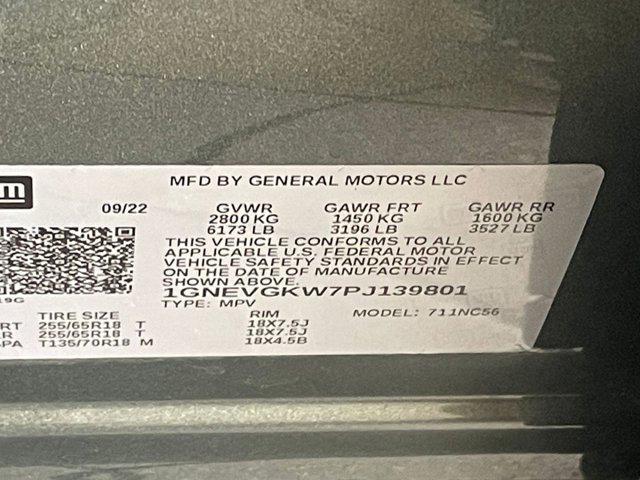 m
MFD BY GENERAL MOTORS LLC
09/22 GVWR GAWR FRT GAWR RR
2800 KG 1450 KG 1600 KG
6173 LB 3196 LB 3527 LB
THIS VEHICLE CONFORMS TO ALL
APPLICABLE U.S. FEDERAL MOTOR
VEHICLE SAFETY STANDARDS IN EFFECT
ON THE DATE OF MANUFACTURE
SHOWN ABOVE.
1GNEVGKW7PJ139801
TYPE: MPV MODEL: 711NC56
TIRE SIZE RIM
RT 255/65R18 T 18X7.5J
R 255/65R18 T 18X7.5J
PA T135/70R18 M 18X4.5B